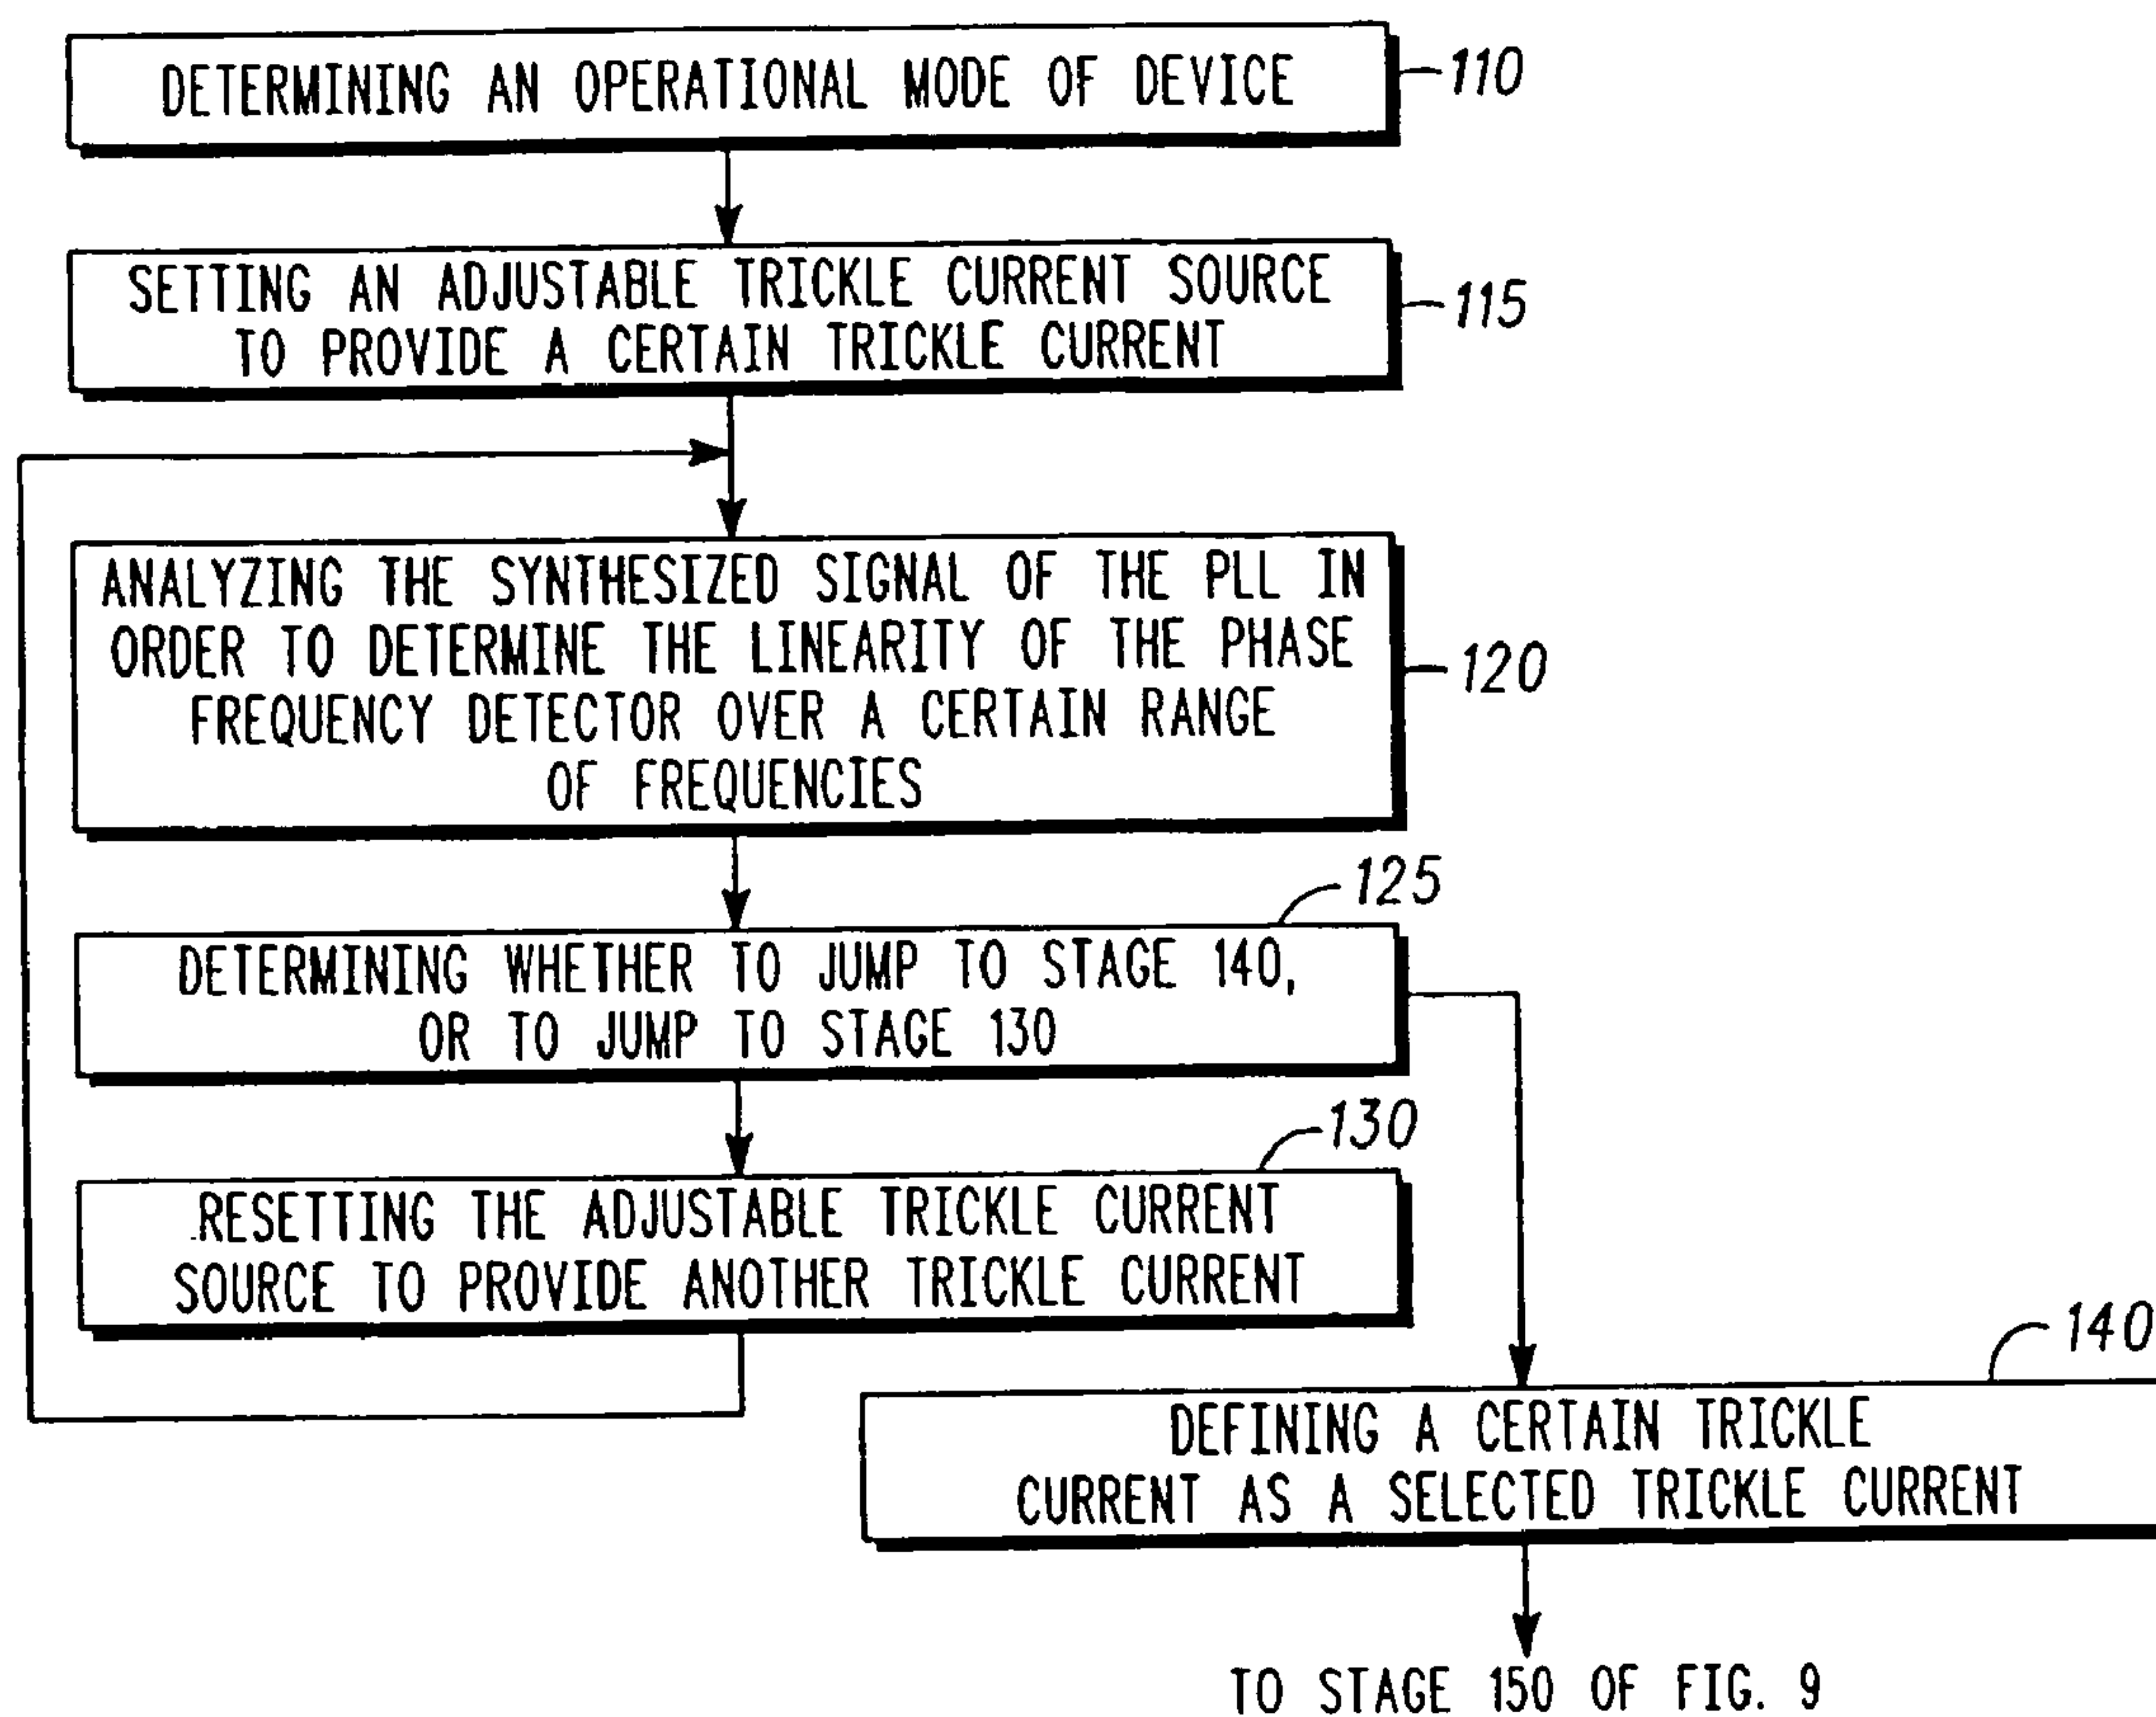 DETERMINING AN OPERATIONAL MODE OF DEVICE
110
SETTING AN ADJUSTABLE TRICKLE CURRENT SOURCE
TO PROVIDE A CERTAIN TRICKLE CURRENT
115
ANALYZING THE SYNTHESIZED SIGNAL OF THE PLL IN
ORDER TO DETERMINE THE LINEARITY OF THE PHASE
FREQUENCY DETECTOR OVER A CERTAIN RANGE
OF FREQUENCIES
120
125
DETERMINING WHETHER TO JUMP TO STAGE 140,
OR TO JUMP TO STAGE 130
130
RESETTING THE ADJUSTABLE TRICKLE CURRENT
SOURCE TO PROVIDE ANOTHER TRICKLE CURRENT
140
DEFINING A CERTAIN TRICKLE
CURRENT AS A SELECTED TRICKLE CURRENT
TO STAGE 150 OF FIG. 9